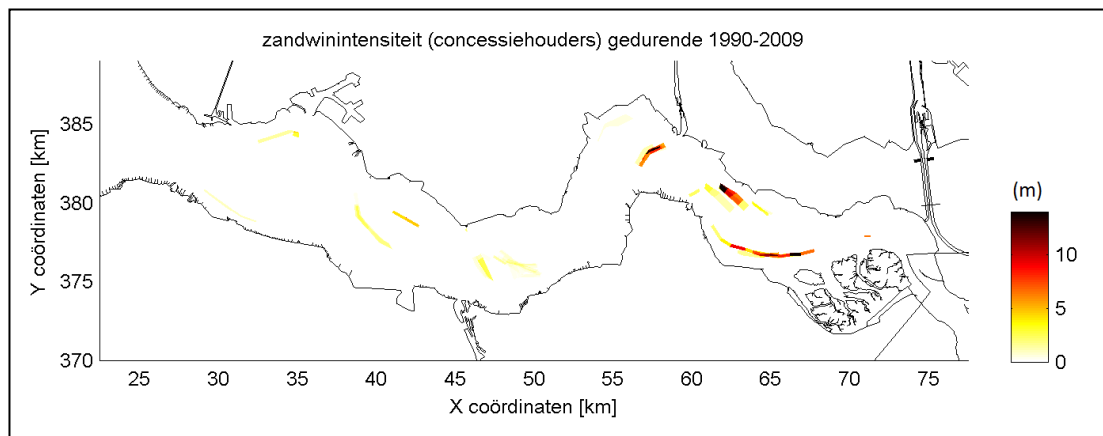 zandwinintensiteit (concessiehouders) gedurende 1990-2009
Y coördinaten [km]
385
380
375
370
25 30 35 40 45 50 55 60 65 70 75
X coördinaten [km]
(m)
10
5
0